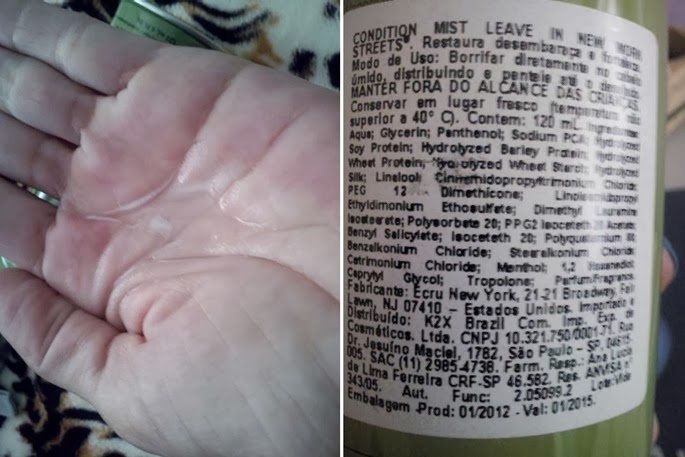 CONDITION MIST LEAVE IN NEW WORK
STREETS". Restaura desembaraça e fortalece
Modo de Uso: Borrifar diretamente no cabelo
úmido, distribuindo e penteie até o desejado.
MANTER FORA DO ALCANCE DAS CRIANÇAS.
Conservar em lugar fresco (temperatura não
superior a 40° C). Contem: 120 mL. Ingredientes:
Aqua; Glycerin; Penthenol; Sodium PCA; Hydrolyzed
Soy Protein; Hydrolyzed Barley Protein; Hydrolyzed
Wheat Protein; Hydrolyzed Wheat Starch; Hydrolyzed
Silk; Linalool; Cinnamidopropyltrimonium Chloride;
PEG 12 Dimethicone; Linoleamidopropyl
Ethyldimonium Ethosulfate; Dimethyl Lauramine
Isostearete; Polysorbate 20; PPG2 Isoceteth 20 Acetate;
Benzyl Salicylate; Isoceteth 20; Polyquaternium
Benzalkonium Chloride; Stearalkonium Chloride;
Cetrimonium Chloride; Menthol; 1,2 Hexanediol;
Caprylyl Glycol; Tropolone; Parfum/Fragrance.
Fabricante: Ecru New York, 21-21 Broadway, Fair
Lawn, NJ 07410 – Estados Unidos. Importado e
Distribuído: K2X Brazil Com. Imp. Exp. de
Cosméticos. Ltda. CNPJ 10.321.750/0001-71. Rua
Dr. Jesuíno Maciel, 1782, São Paulo – SP, 04615-
005. SAC (11) 2985-4738. Farm. Resp.: Ana Lucia
de Lima Ferreira CRF-SP 46.582. Res. ANVISA nº
343/05. Aut. Func: 2.05099.2 Lote:Vide
Embalagem -Prod: 01/2012 - Val: 01/2015.